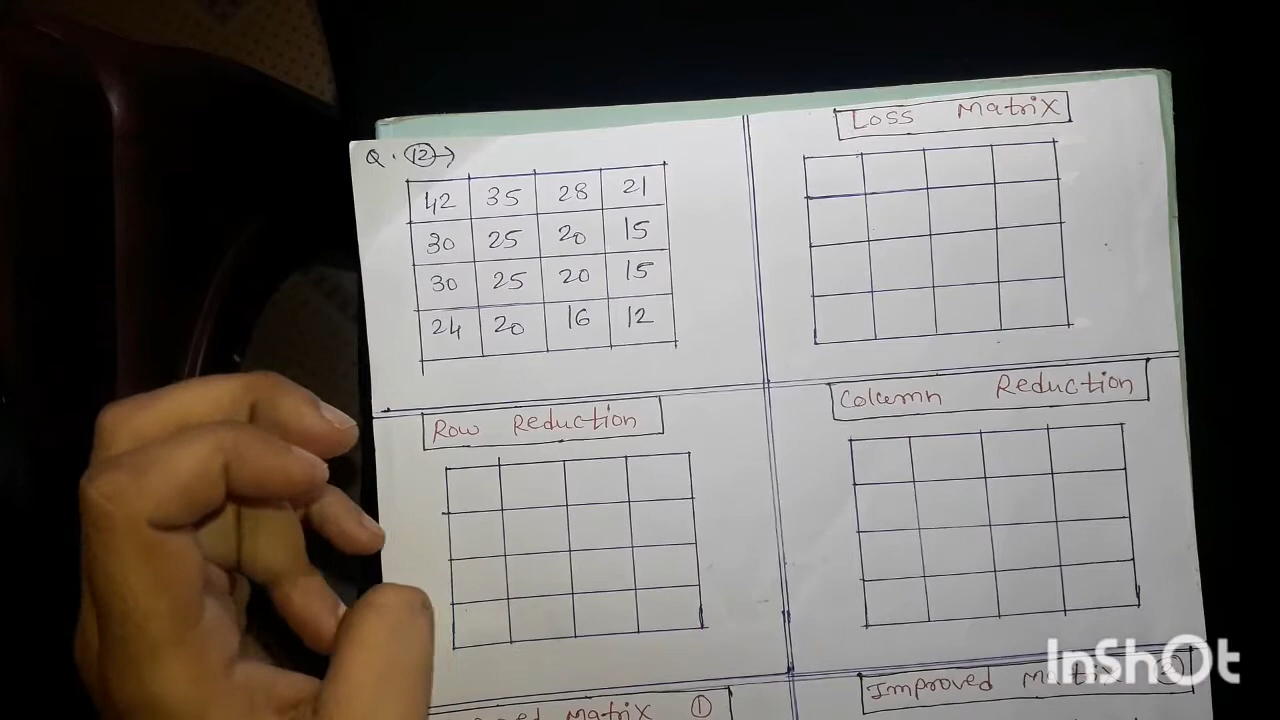 Q. 12 →
42 35 28 21
30 25 20 15
30 25 20 15
24 20 16 12
Loss Matrix
Row Reduction
Column Reduction
Matrix ①
Improved Matrix
InShOt